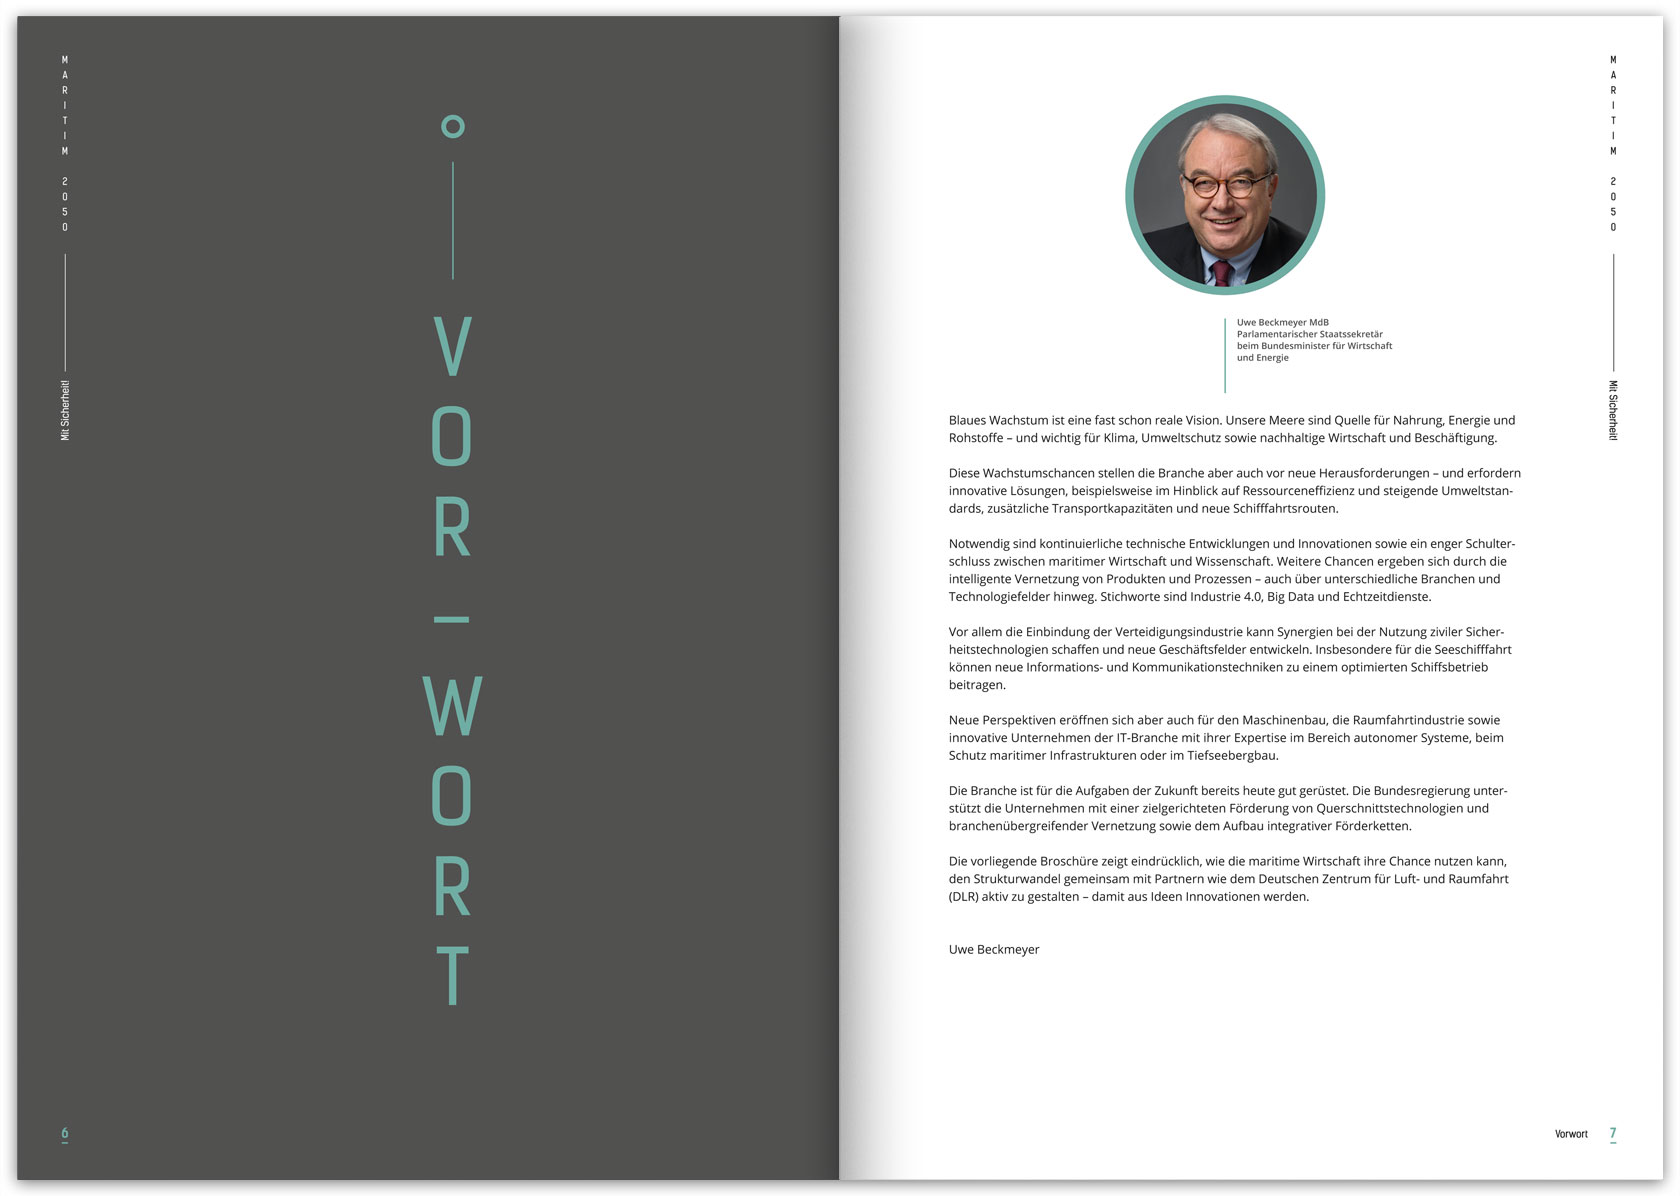 MARITIM 2050
Mit Sicherheit!
VOR–WORT
6
MARITIM 2050
Mit Sicherheit!
Uwe Beckmeyer MdB
Parlamentarischer Staatssekretär
beim Bundesminister für Wirtschaft
und Energie
Blaues Wachstum ist eine fast schon reale Vision. Unsere Meere sind Quelle für Nahrung, Energie und
Rohstoffe – und wichtig für Klima, Umweltschutz sowie nachhaltige Wirtschaft und Beschäftigung.
Diese Wachstumschancen stellen die Branche aber auch vor neue Herausforderungen – und erfordern
innovative Lösungen, beispielsweise im Hinblick auf Ressourceneffizienz und steigende Umweltstan-
dards, zusätzliche Transportkapazitäten und neue Schifffahrtsrouten.
Notwendig sind kontinuierliche technische Entwicklungen und Innovationen sowie ein enger Schulter-
schluss zwischen maritimer Wirtschaft und Wissenschaft. Weitere Chancen ergeben sich durch die
intelligente Vernetzung von Produkten und Prozessen – auch über unterschiedliche Branchen und
Technologiefelder hinweg. Stichworte sind Industrie 4.0, Big Data und Echtzeitdienste.
Vor allem die Einbindung der Verteidigungsindustrie kann Synergien bei der Nutzung ziviler Sicher-
heitstechnologien schaffen und neue Geschäftsfelder entwickeln. Insbesondere für die Seeschifffahrt
können neue Informations- und Kommunikationstechniken zu einem optimierten Schiffsbetrieb
beitragen.
Neue Perspektiven eröffnen sich aber auch für den Maschinenbau, die Raumfahrtindustrie sowie
innovative Unternehmen der IT-Branche mit ihrer Expertise im Bereich autonomer Systeme, beim
Schutz maritimer Infrastrukturen oder im Tiefseebergbau.
Die Branche ist für die Aufgaben der Zukunft bereits heute gut gerüstet. Die Bundesregierung unter-
stützt die Unternehmen mit einer zielgerichteten Förderung von Querschnittstechnologien und
branchenübergreifender Vernetzung sowie dem Aufbau integrativer Förderketten.
Die vorliegende Broschüre zeigt eindrücklich, wie die maritime Wirtschaft ihre Chance nutzen kann,
den Strukturwandel gemeinsam mit Partnern wie dem Deutschen Zentrum für Luft- und Raumfahrt
(DLR) aktiv zu gestalten – damit aus Ideen Innovationen werden.
Uwe Beckmeyer
Vorwort 7